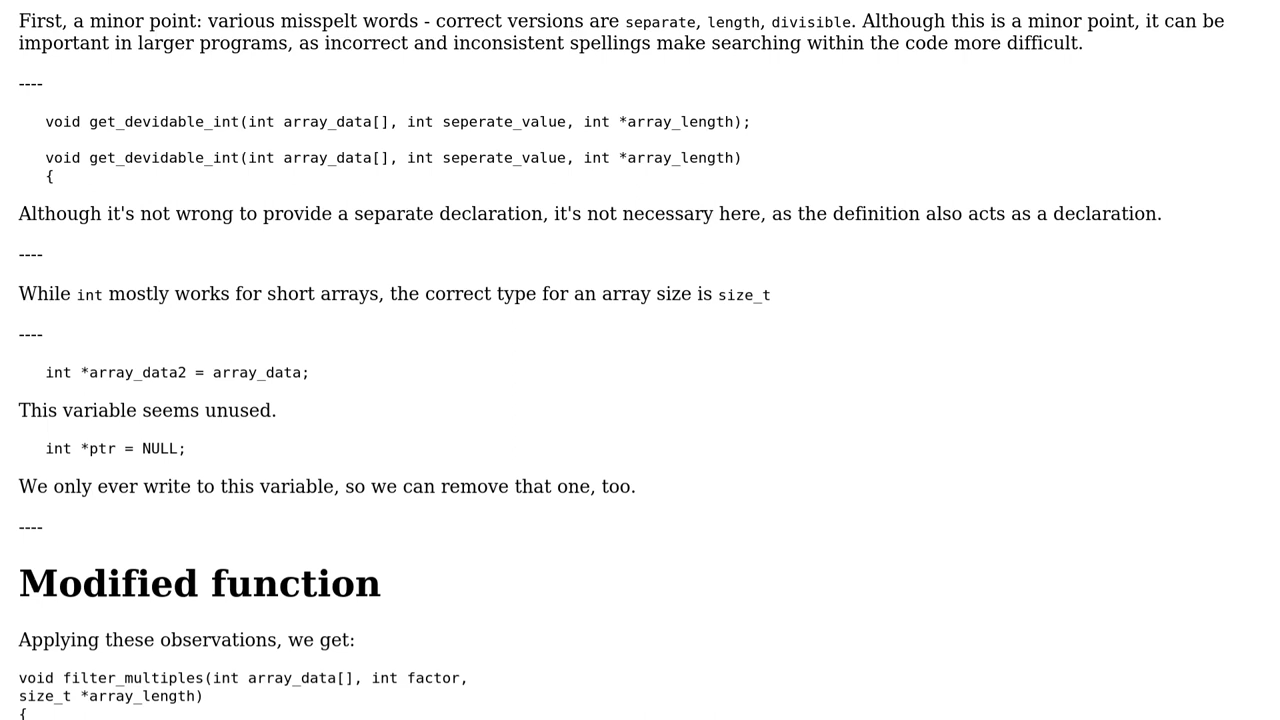 First, a minor point: various misspelt words - correct versions are separate, length, divisible. Although this is a minor point, it can be
important in larger programs, as incorrect and inconsistent spellings make searching within the code more difficult.
----
void get_devidable_int(int array_data[], int seperate_value, int *array_length);
void get_devidable_int(int array_data[], int seperate_value, int *array_length)
{
Although it's not wrong to provide a separate declaration, it's not necessary here, as the definition also acts as a declaration.
----
While int mostly works for short arrays, the correct type for an array size is size_t
----
int *array_data2 = array_data;
This variable seems unused.
int *ptr = NULL;
We only ever write to this variable, so we can remove that one, too.
----
Modified function
Applying these observations, we get:
void filter_multiples(int array_data[], int factor,
size_t *array_length)
{